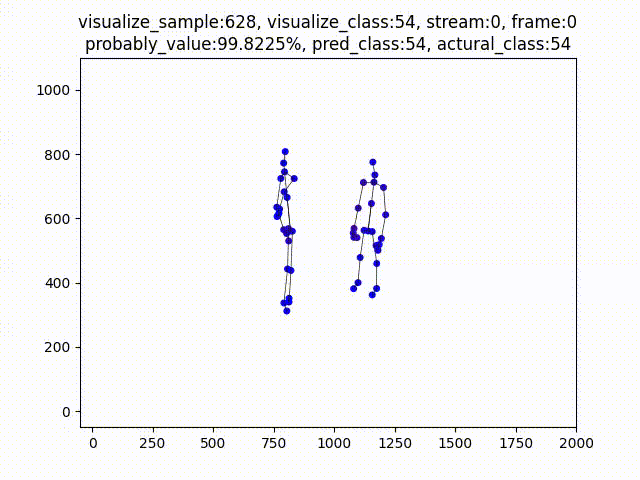 visualize_sample:628, visualize_class:54, stream:0, frame:0
probably_value:99.8225%, pred_class:54, actural_class:54
1000
800
600
400
200
0
0 250 500 750 1000 1250 1500 1750 2000